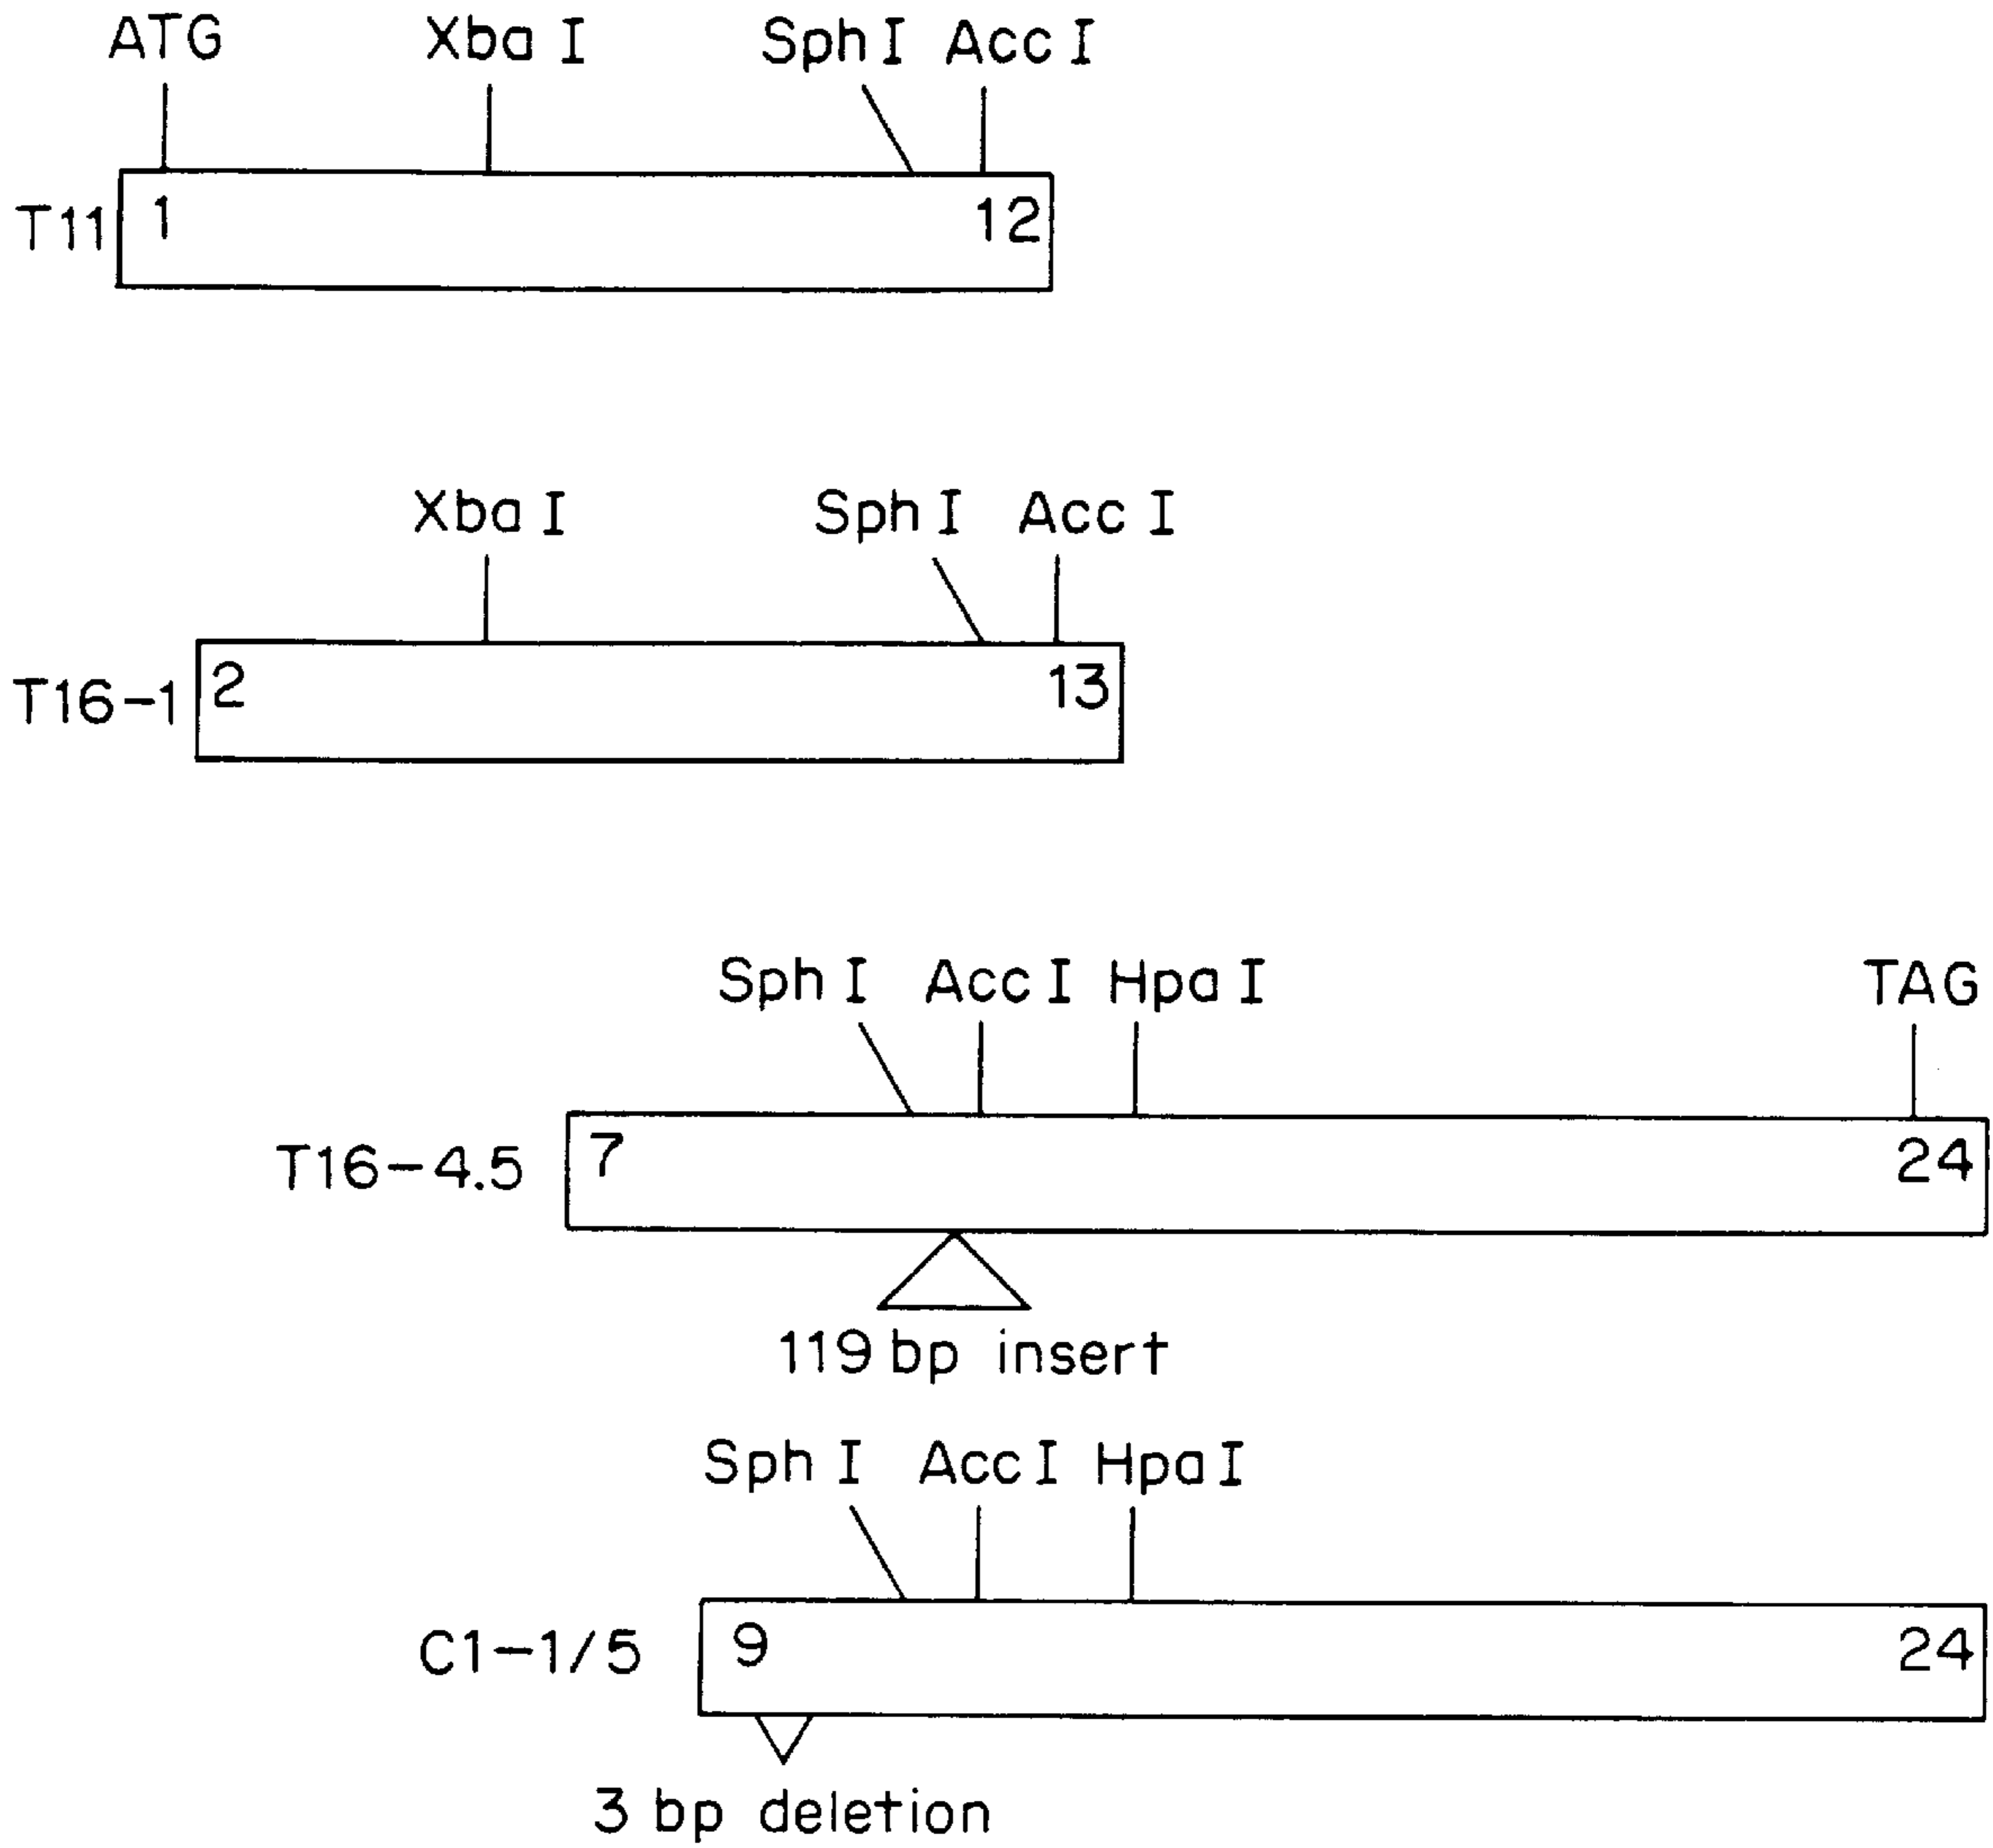 ATG Xba I Sph I Acc I
T11 1 12
Xba I Sph I Acc I
T16-1 2 13
Sph I Acc I Hpa I TAG
T16-4.5 7 24
119 bp insert
Sph I Acc I Hpa I
C1-1/5 9 24
3 bp deletion